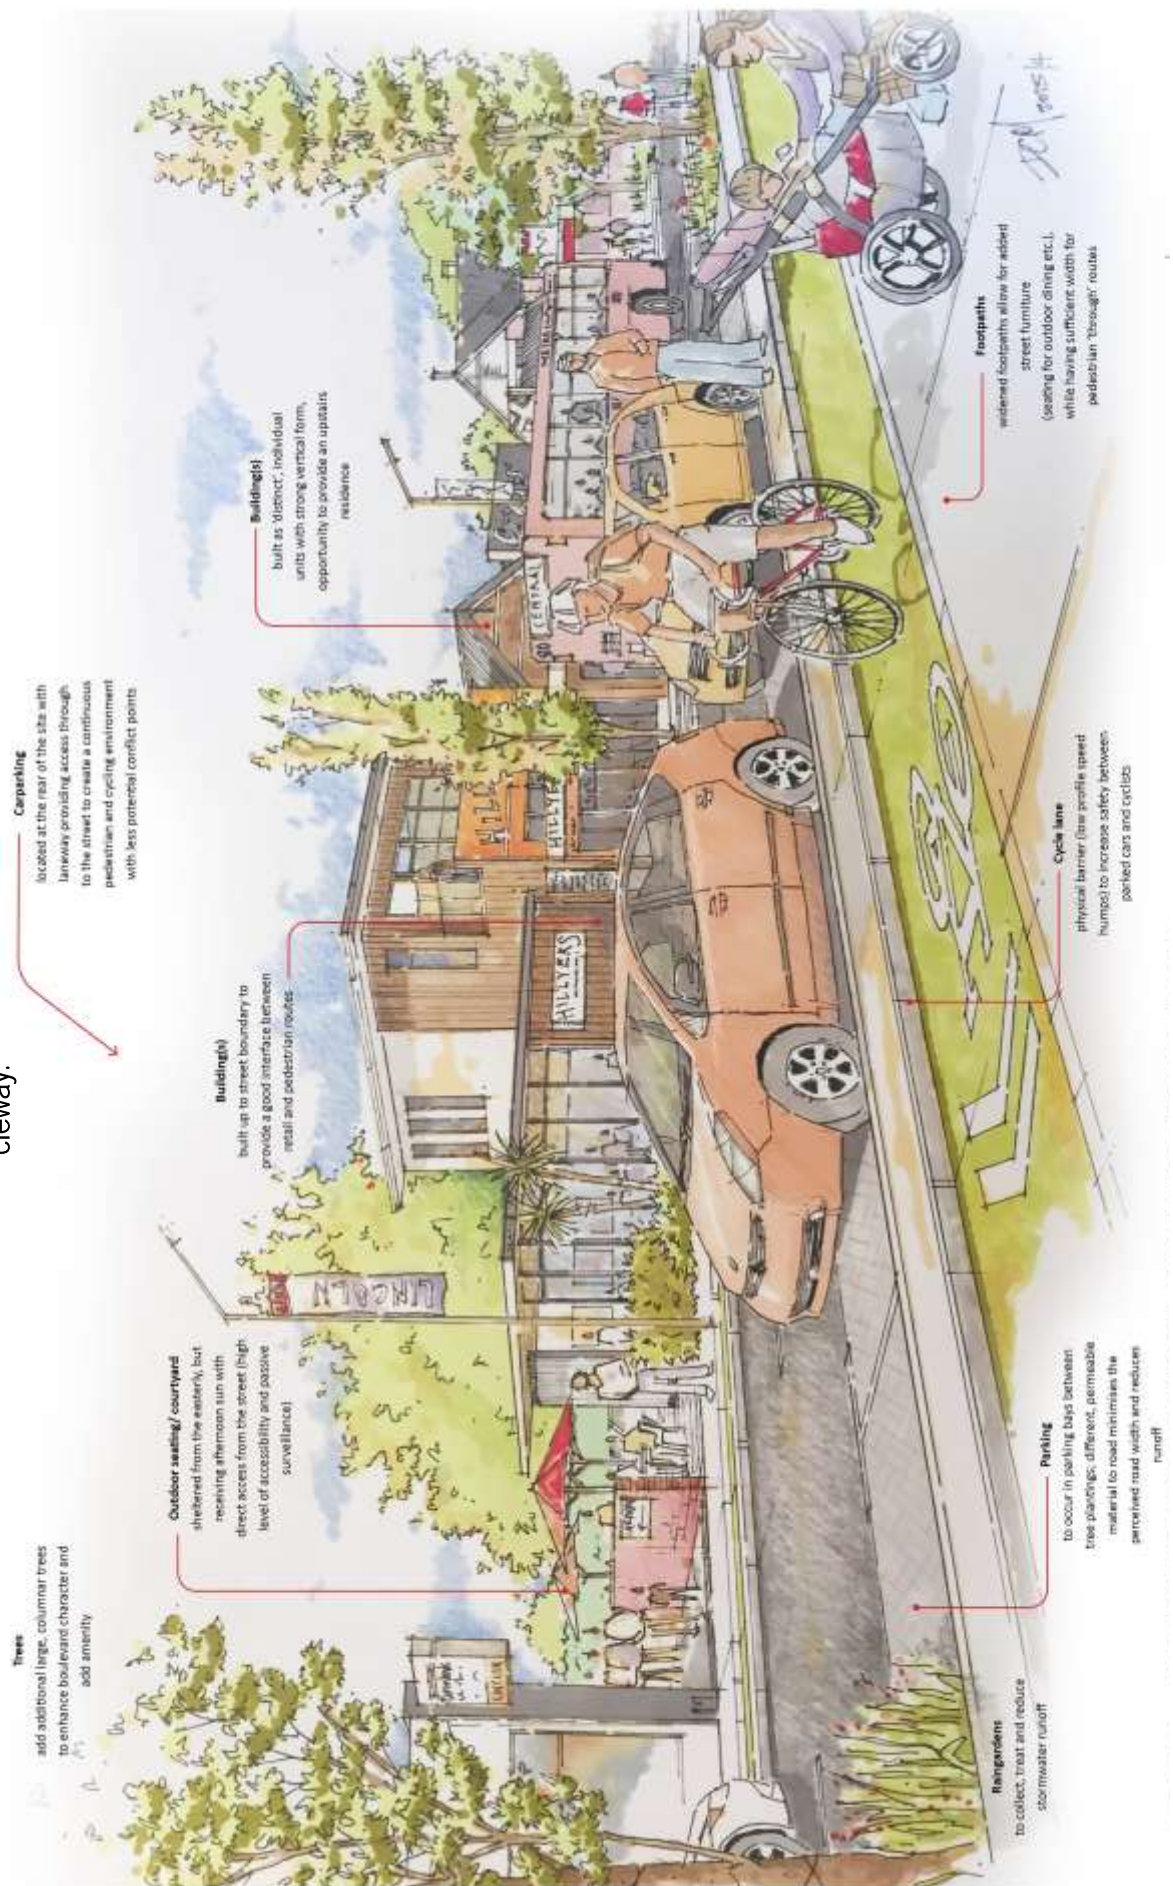 cleway.
Trees
add additional large, columnar trees
to enhance boulevard character and
add amenity
Carparking
located at the rear of the site with
laneway providing access through
to the street to create a continuous
pedestrian and cycling environment
with less potential conflict points
Outdoor seating/ courtyard
sheltered from the easterly, but
receiving afternoon sun with
direct access from the street (high
level of accessibility and passive
surveillance)
Building(s)
built up to street boundary to
provide a good interface between
retail and pedestrian routes
Building(s)
built as 'distinct', individual
units with strong vertical form,
opportunity to provide an upstairs
residence
LINCOLN
HILLYERS
HILLYE
CENTRAL
Raingardens
to collect, treat and reduce
stormwater runoff
Parking
to occur in parking bays between
tree plantings, different, permeable
material to road minimises the
perceived road width and reduces
runoff
Cycle lane
physical barrier (low profile speed
humps) to increase safety between
parked cars and cyclists
Footpaths
widened footpaths allow for added
street furniture
(seating for outdoor dining etc.),
while having sufficient width for
pedestrian 'through' routes